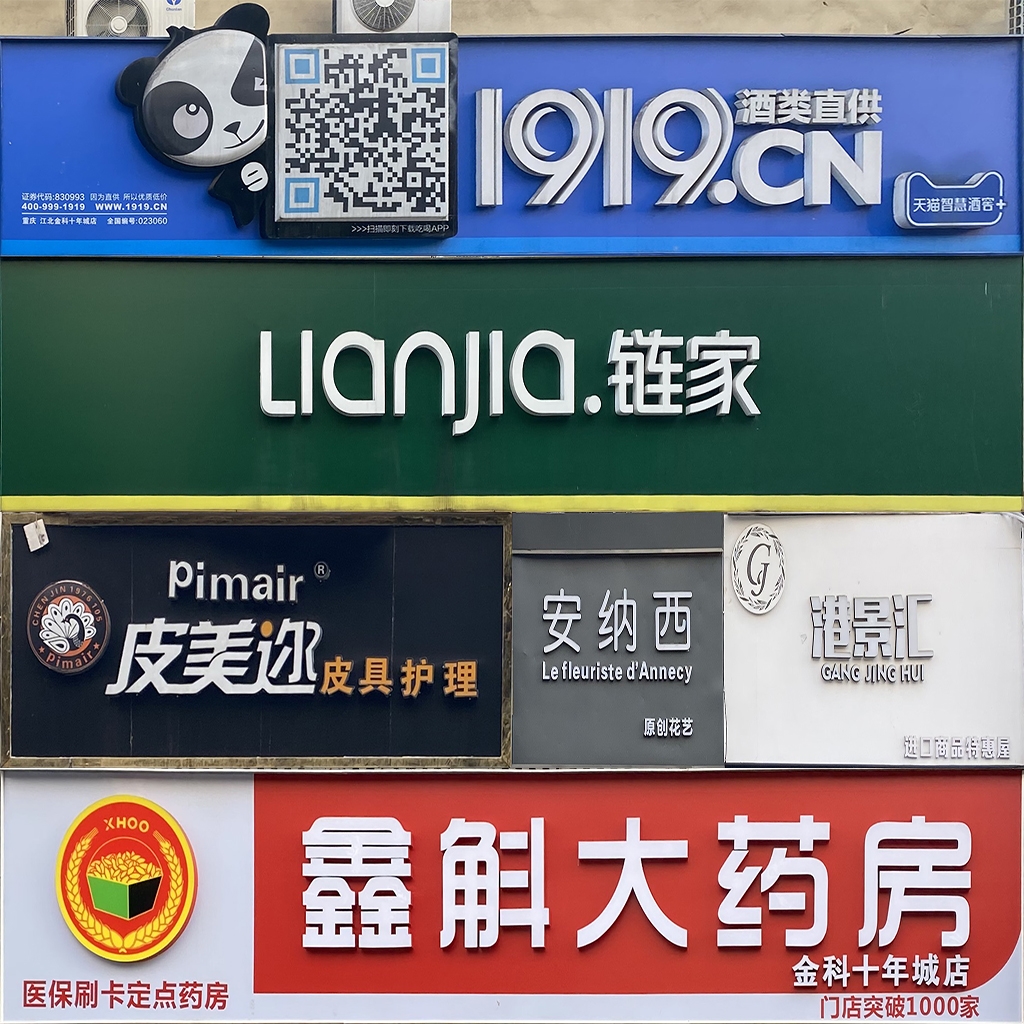 1919.CN
酒类直供
天猫智慧酒窖+
证券代码:830993 因为直供 所以优质低价
400-999-1919 WWW.1919.CN
重庆 江北金科十年城店 全国编号:023060
>>>扫描即刻下载吃喝APP
Lianjia.链家
pimair®
CHEN JIN 1976 105
pimair
皮美迩
皮具护理
安纳西
Le fleuriste d'Annecy
原创花艺
GJ
港景汇
GANG JING HUI
进口商品特惠屋
XHOO
鑫斛大药房
金科十年城店
医保刷卡定点药房
门店突破1000家